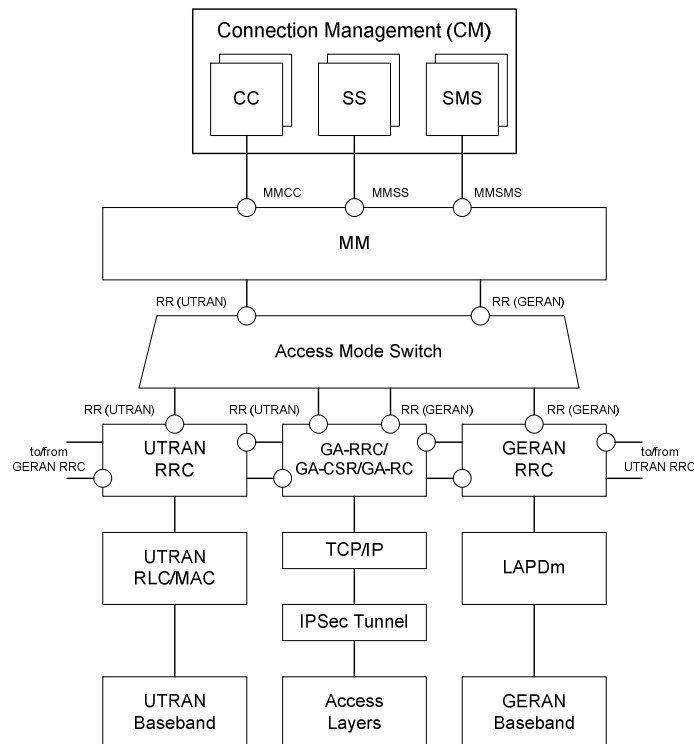 Connection Management (CM)
CC
SS
SMS
MMCC
MMSS
MMSMS
MM
RR (UTRAN)
RR (GERAN)
Access Mode Switch
RR (UTRAN)
RR (UTRAN)
RR (GERAN)
RR (GERAN)
to/from
GERAN RRC
UTRAN
RRC
GA-RRC/
GA-CSR/GA-RC
GERAN
RRC
to/from
UTRAN RRC
UTRAN
RLC/MAC
TCP/IP
LAPDm
IPSec Tunnel
UTRAN
Baseband
Access
Layers
GERAN
Baseband